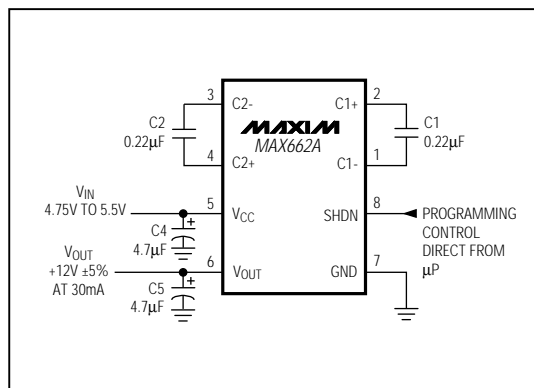 3
C2-
C1+
2
C2
0.22µF
MAXIM
MAX662A
C1
0.22µF
4
C2+
C1-
1
VIN
4.75V TO 5.5V
5
VCC
SHDN
8
PROGRAMMING
CONTROL
DIRECT FROM
µP
+
C4
4.7µF
VOUT
+12V ±5%
AT 30mA
6
VOUT
GND
7
+
C5
4.7µF